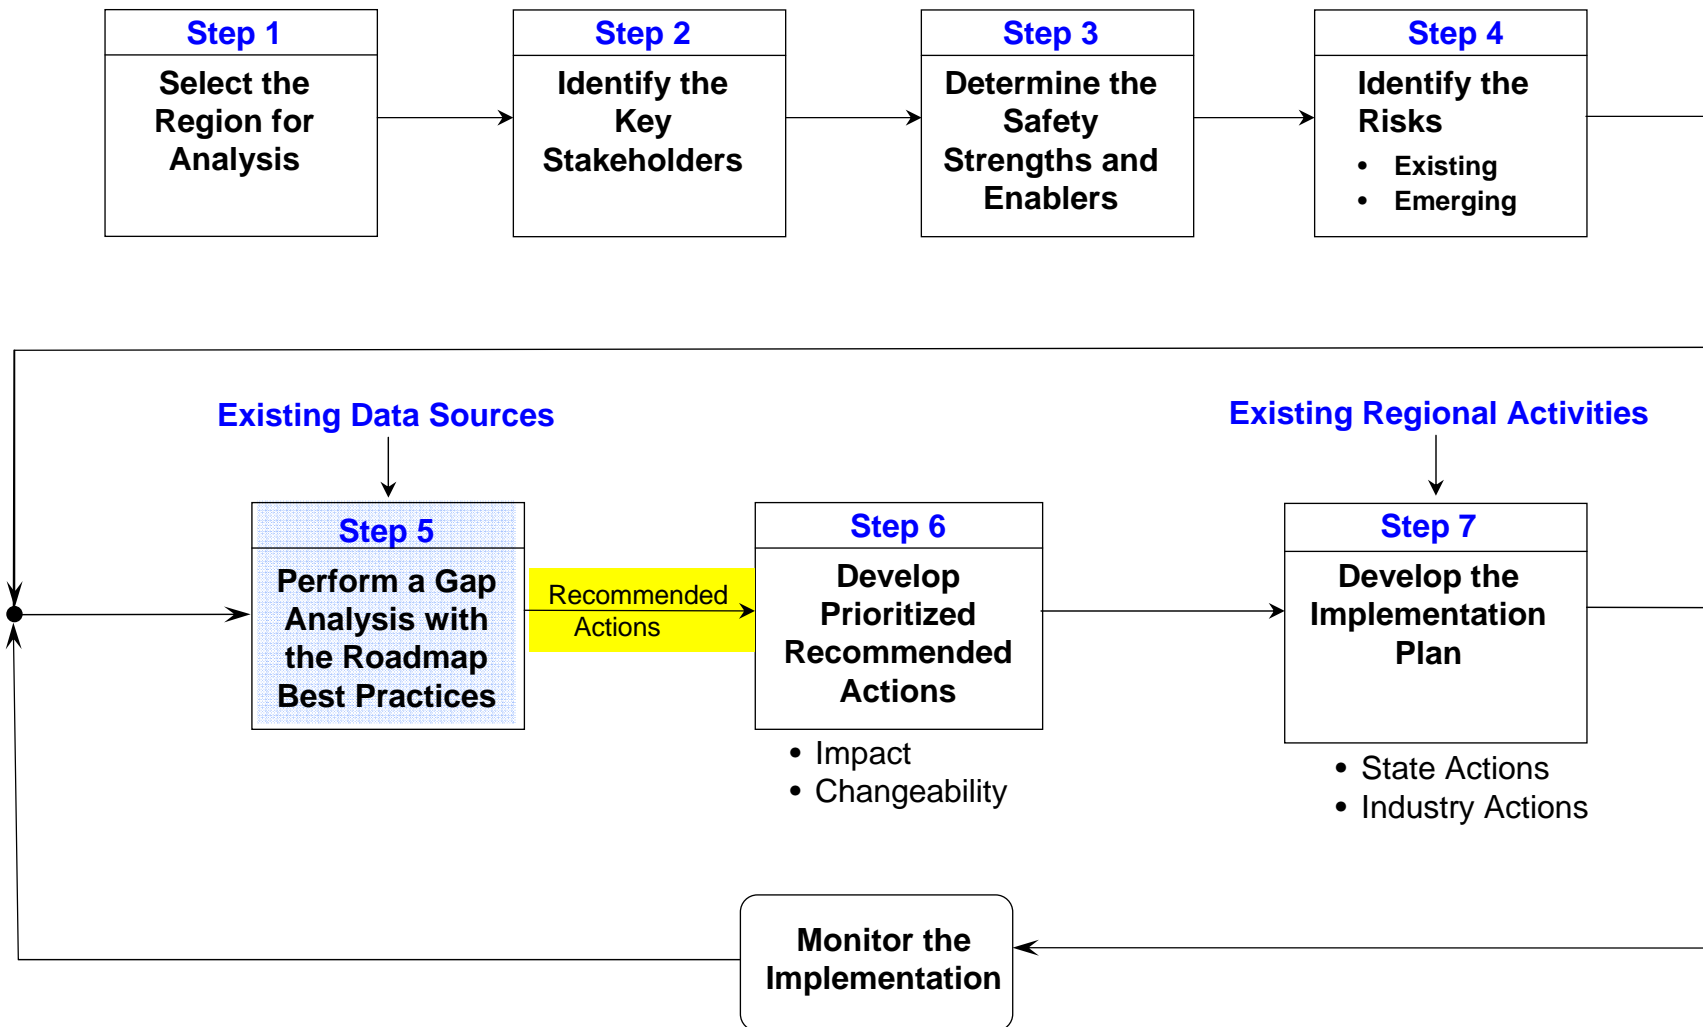 Step 1
Select the
Region for
Analysis
Step 2
Identify the
Key
Stakeholders
Step 3
Determine the
Safety
Strengths and
Enablers
Step 4
Identify the
Risks
• Existing
• Emerging
Existing Data Sources
Existing Regional Activities
Step 5
Perform a Gap
Analysis with
the Roadmap
Best Practices
Recommended
Actions
Step 6
Develop
Prioritized
Recommended
Actions
• Impact
• Changeability
Step 7
Develop the
Implementation
Plan
• State Actions
• Industry Actions
Monitor the
Implementation